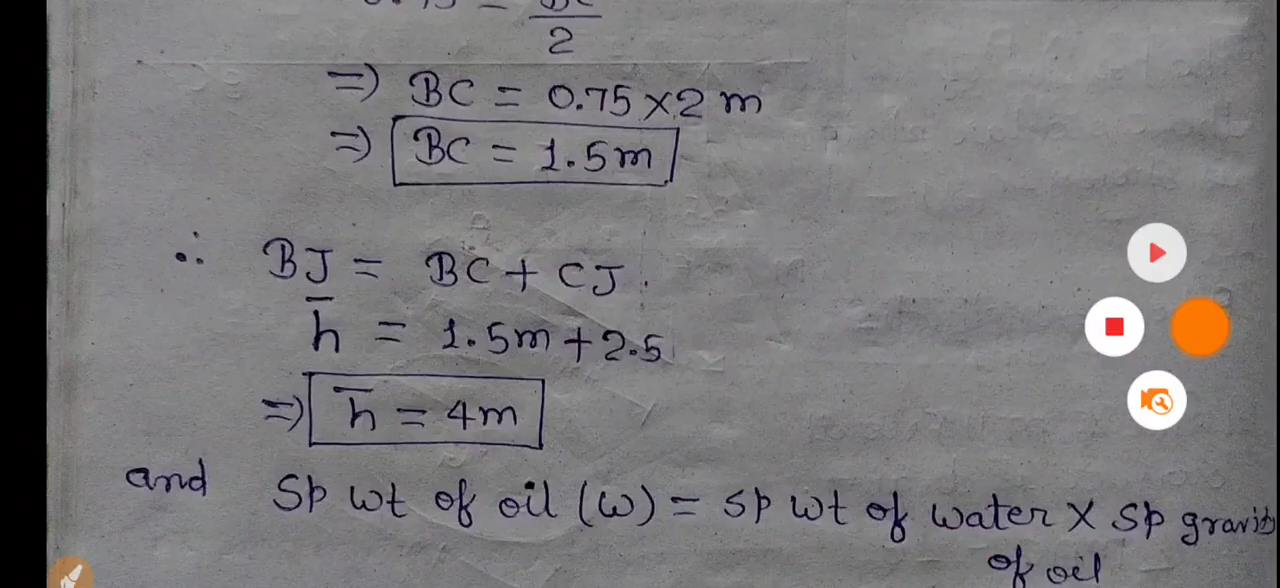 2
=> BC = 0.75 × 2 m
=> BC = 1.5m
∴ BJ = BC + CJ.
h̄ = 1.5m + 2.5
=> h̄ = 4m
and Sp wt of oil (w) = sp wt of water × Sp gravity
of oil